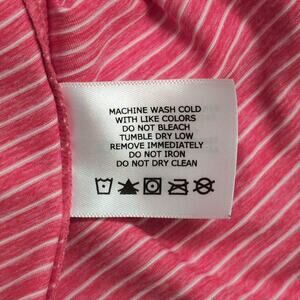 MACHINE WASH COLD
WITH LIKE COLORS
DO NOT BLEACH
TUMBLE DRY LOW
REMOVE IMMEDIATELY
DO NOT IRON
DO NOT DRY CLEAN